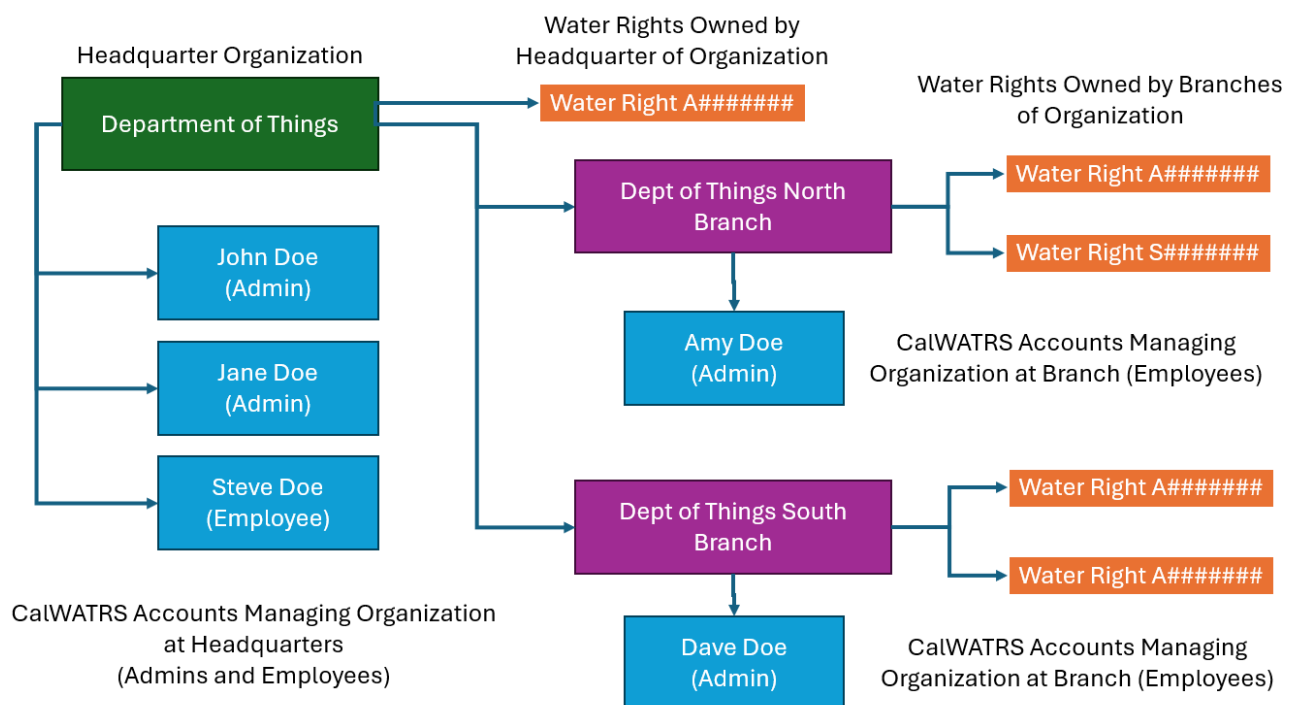 Headquarter Organization
Department of Things
Water Rights Owned by
Headquarter of Organization
Water Right A#######
Water Rights Owned by Branches
of Organization
Dept of Things North
Branch
Water Right A#######
Water Right S#######
John Doe
(Admin)
Jane Doe
(Admin)
Steve Doe
(Employee)
Amy Doe
(Admin)
CalWATRS Accounts Managing
Organization at Branch (Employees)
Dept of Things South
Branch
Water Right A#######
Water Right A#######
CalWATRS Accounts Managing Organization
at Headquarters
(Admins and Employees)
Dave Doe
(Admin)
CalWATRS Accounts Managing
Organization at Branch (Employees)